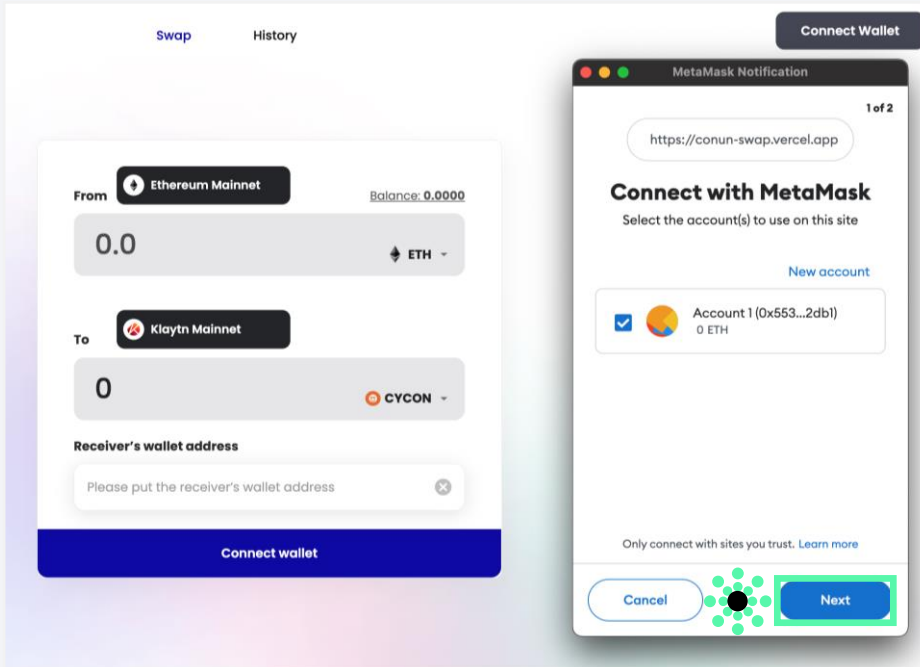 Swap
History
Connect Wallet
MetaMask Notification
1 of 2
https://conun-swap.vercel.app
Connect with MetaMask
Select the account(s) to use on this site
New account
Account 1 (0x553...2db1)
0 ETH
Only connect with sites you trust. Learn more
Cancel
Next
From
Ethereum Mainnet
Balance: 0.0000
0.0
ETH
To
Klaytn Mainnet
0
CYCON
Receiver's wallet address
Please put the receiver's wallet address
Connect wallet